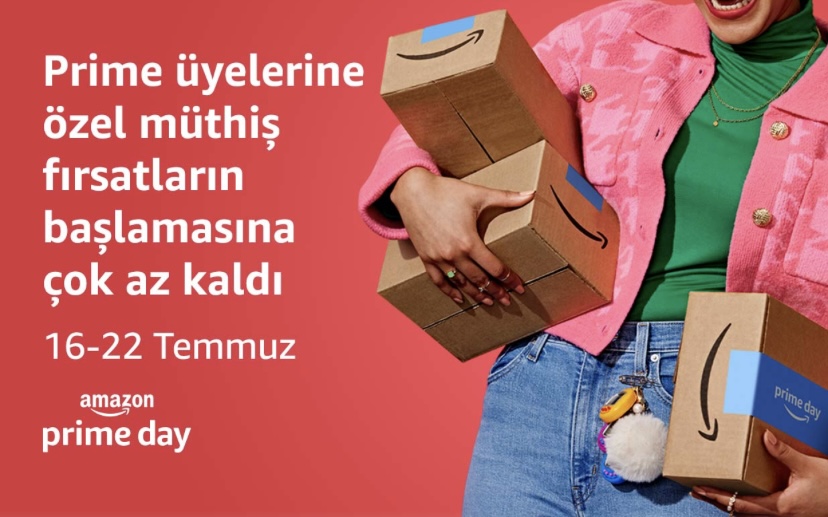 Prime üyelerine
özel müthiş
fırsatların
başlamasına
çok az kaldı
16-22 Temmuz
amazon
prime day
prime day